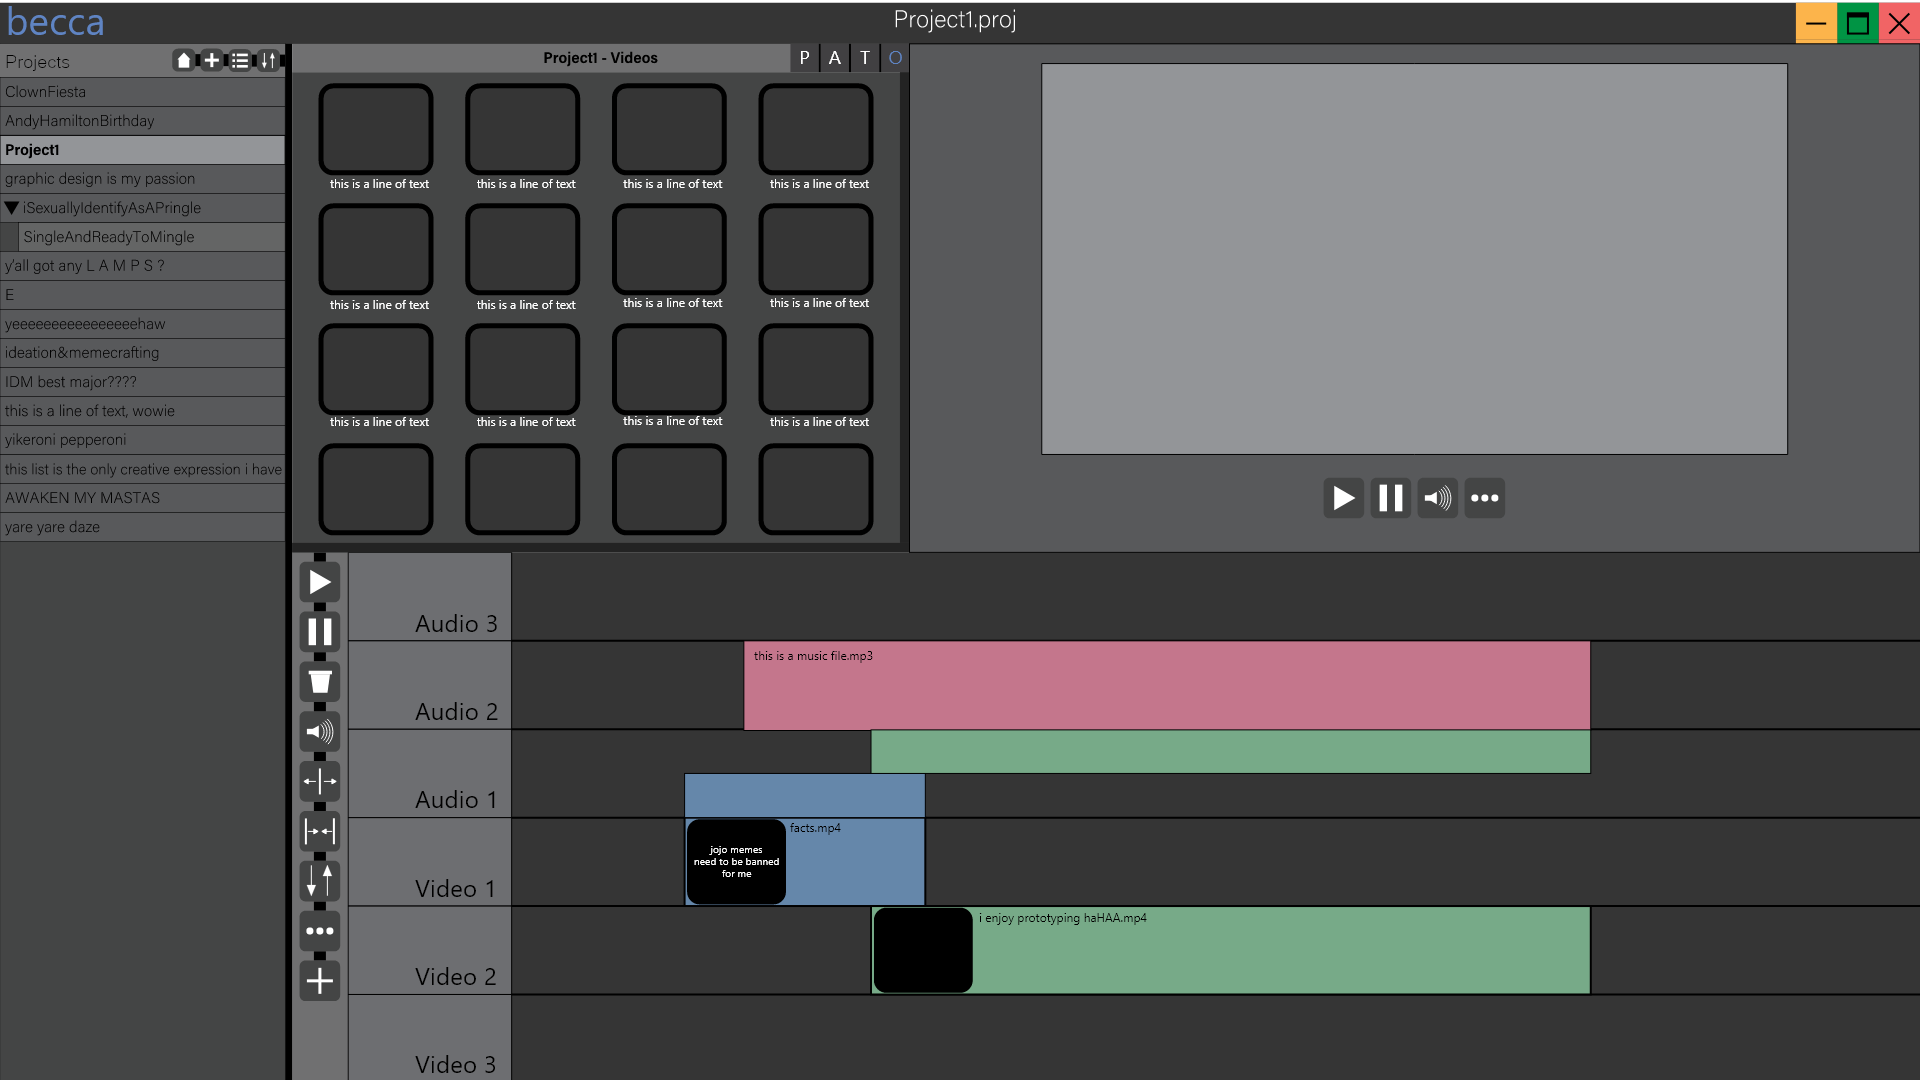 becca
Project1.proj
Projects
Project1 - Videos
P A T O
ClownFiesta
AndyHamiltonBirthday
Project1
graphic design is my passion
iSexuallyIdentifyAsAPringle
SingleAndReadyToMingle
y'all got any L A M P S ?
E
yeeeeeeeeeeeeeeeehaw
ideation&memecrafting
IDM best major????
this is a line of text, wowie
yikeroni pepperoni
this list is the only creative expression i have
AWAKEN MY MASTAS
yare yare daze
this is a line of text this is a line of text this is a line of text this is a line of text
this is a line of text this is a line of text this is a line of text this is a line of text
this is a line of text this is a line of text this is a line of text this is a line of text
Audio 3
this is a music file.mp3
Audio 2
Audio 1
facts.mp4
jojo memes
need to be banned
for me
Video 1
i enjoy prototyping haHAA.mp4
Video 2
Video 3